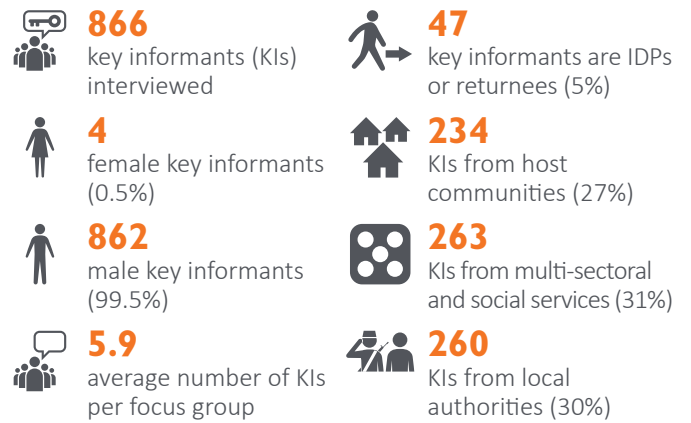 866
key informants (KIs)
interviewed
4
female key informants
(0.5%)
862
male key informants
(99.5%)
5.9
average number of KIs
per focus group
47
key informants are IDPs
or returnees (5%)
234
KIs from host
communities (27%)
263
KIs from multi-sectoral
and social services (31%)
260
KIs from local
authorities (30%)